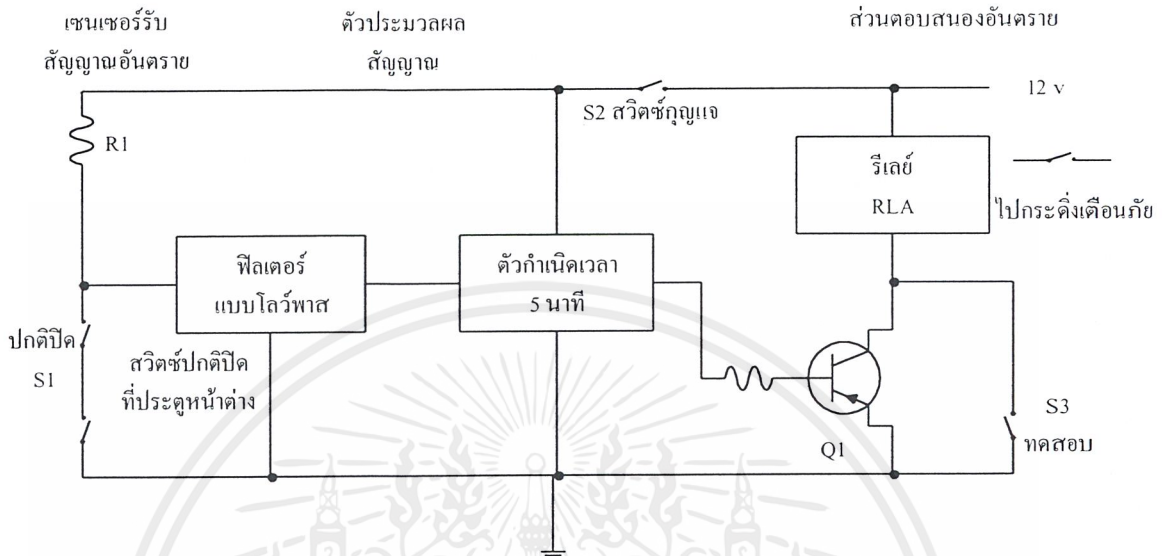 เซนเซอร์รับ
สัญญาณอันตราย
ตัวประมวลผล
สัญญาณ
ส่วนตอบสนองอันตราย
12 v
S2 สวิตซ์กุญแจ
R1
รีเลย์
RLA
ไปกระดิ่งเตือนภัย
ฟิลเตอร์
แบบโลว์พาส
ตัวกำเนิดเวลา
5 นาที
ปกติปิด
S1
สวิตซ์ปกติปิด
ที่ประตูหน้าต่าง
Q1
S3
ทดสอบ